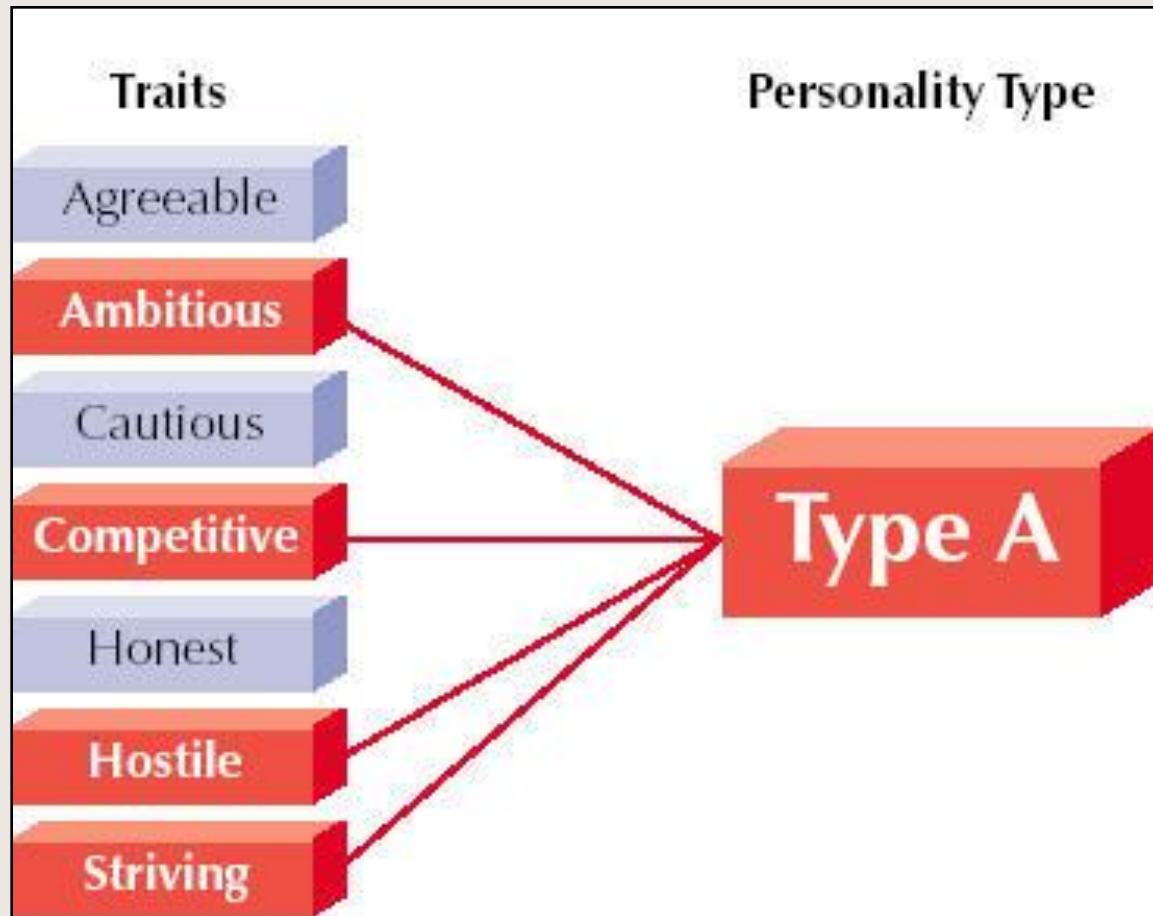 Traits
Personality Type
Agreeable
Ambitious
Cautious
Competitive
Type A
Honest
Hostile
Striving